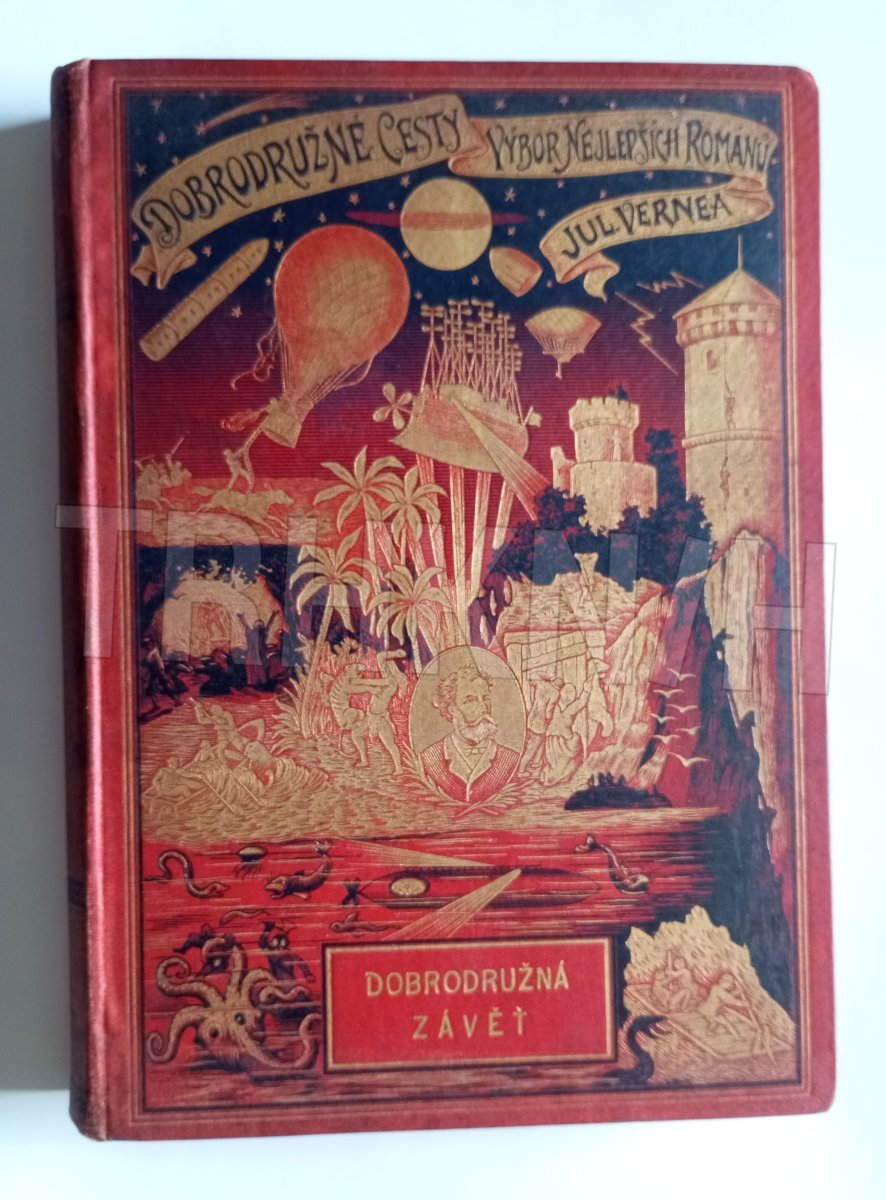 DOBRODRUŽNÉ CESTY
VÝBOR NEJLEPŠÍCH ROMÁNŮ
JUL. VERNEA
DOBRODRUŽNÁ
ZÁVĚŤ